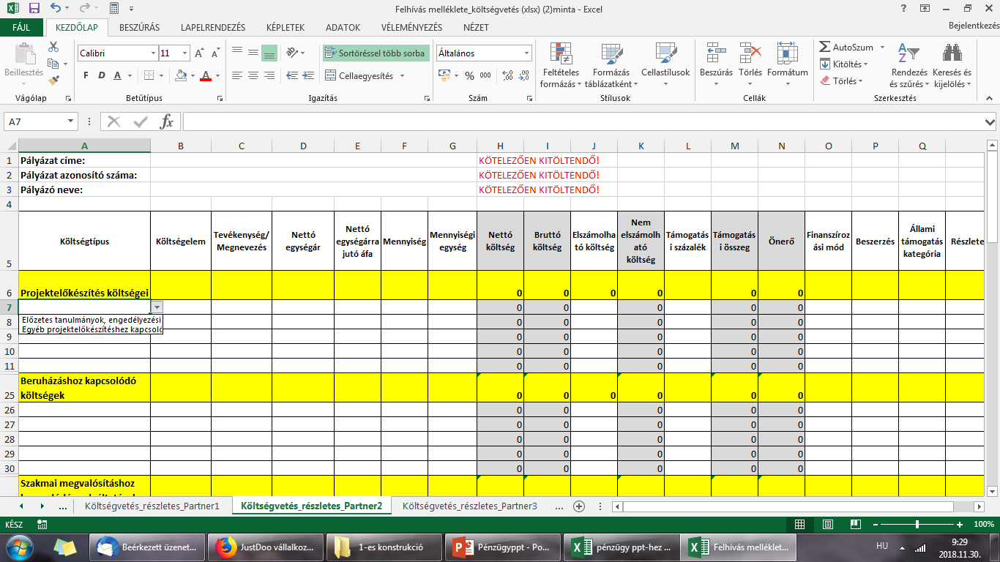 Felhívás melléklete_költségvetés (xlsx) (2)minta - Excel
FÁJL KEZDŐLAP BESZÚRÁS LAPELRENDEZÉS KÉPLETEK ADATOK VÉLEMÉNYEZÉS NÉZET Bejelentkezés
Beillesztés
Calibri 11
F D A
Sortöréssel több sorba
Cellaegyesítés
Általános
% 000
Feltételes formázás
Formázás táblázatként
Cellastílusok
Beszúrás Törlés Formátum
AutoSzum
Kitöltés
Törlés
Rendezés és szűrés
Keresés és kijelölés
Vágólap Betűtípus Igazítás Szám Stílusok Cellák Szerkesztés
A7 fx
A B C D E F G H I J K L M N O P Q
1 Pályázat címe: KÖTELEZŐEN KITÖLTENDŐ!
2 Pályázat azonosító száma: KÖTELEZŐEN KITÖLTENDŐ!
3 Pályázó neve: KÖTELEZŐEN KITÖLTENDŐ!
4
5 Költségtípus Költségelem Tevékenység/ Megnevezés Nettó egységár Nettó egységárra jutó áfa Mennyiség Mennyiségi egység Nettó költség Bruttó költség Elszámolha tó költség Nem elszámolh ató költség Támogatás i százalék Támogatás i összeg Önerő Finanszíroz ási mód Beszerzés Állami támogatás kategória Részlete
6 Projektelőkészítés költségei 0 0 0 0 0 0
7 0 0 0 0 0
Előzetes tanulmányok, engedélyezési
8 0 0 0 0 0
Egyéb projektelőkészítéshez kapcsoló
9 0 0 0 0 0
10 0 0 0 0 0
11 0 0 0 0 0
Beruházáshoz kapcsolódó
25 költségek 0 0 0 0 0 0
26 0 0 0 0 0
27 0 0 0 0 0
28 0 0 0 0 0
29 0 0 0 0 0
30 0 0 0 0 0
Szakmai megvalósításhoz
... Költségvetés_részletes_Partner1 Költségvetés_részletes_Partner2 Költségvetés_részletes_Partner3 ...
KÉSZ 100%
Beérkezett üzenet... JustDoo vállalkoz... 1-es konstrukció Pénzügyppt - Po... pénzügy ppt-hez Felhívás melléklet... HU 9:29
2018.11.30.